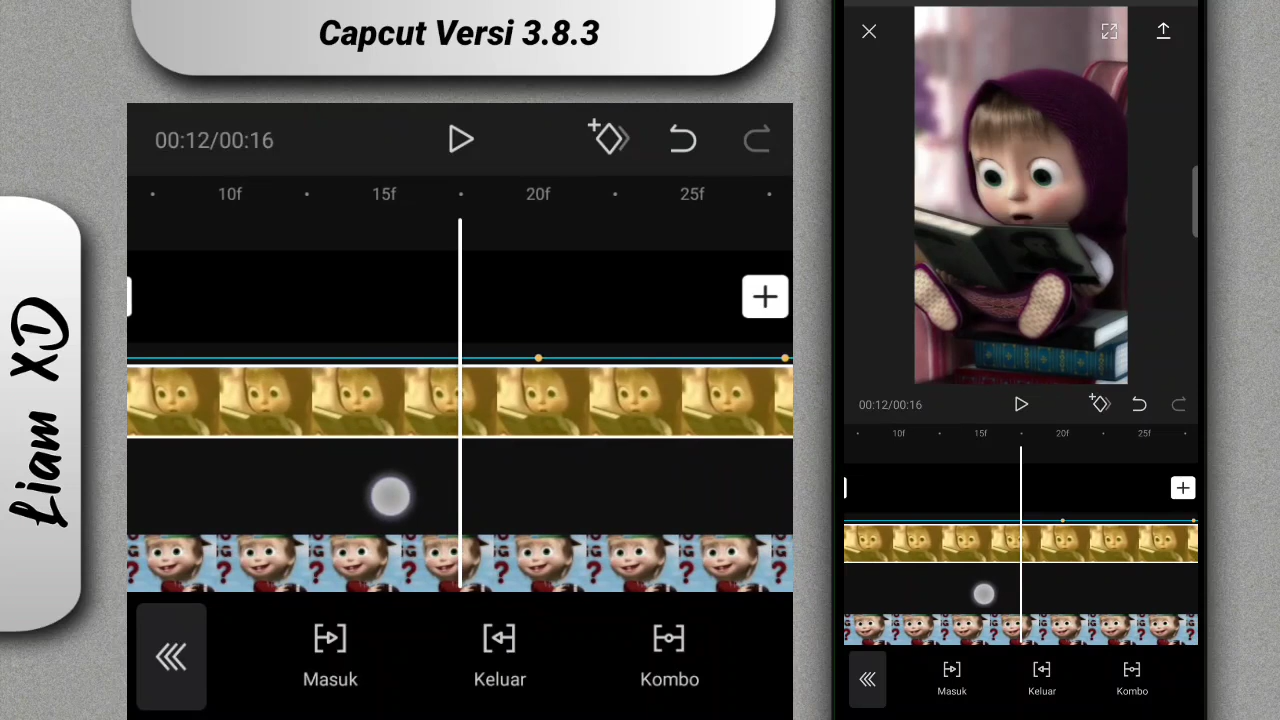 Capcut Versi 3.8.3
Liam XD
00:12/00:16
10f 15f 20f 25f
Masuk Keluar Kombo
00:12/00:16
10f 15f 20f 25f
Masuk Keluar Kombo